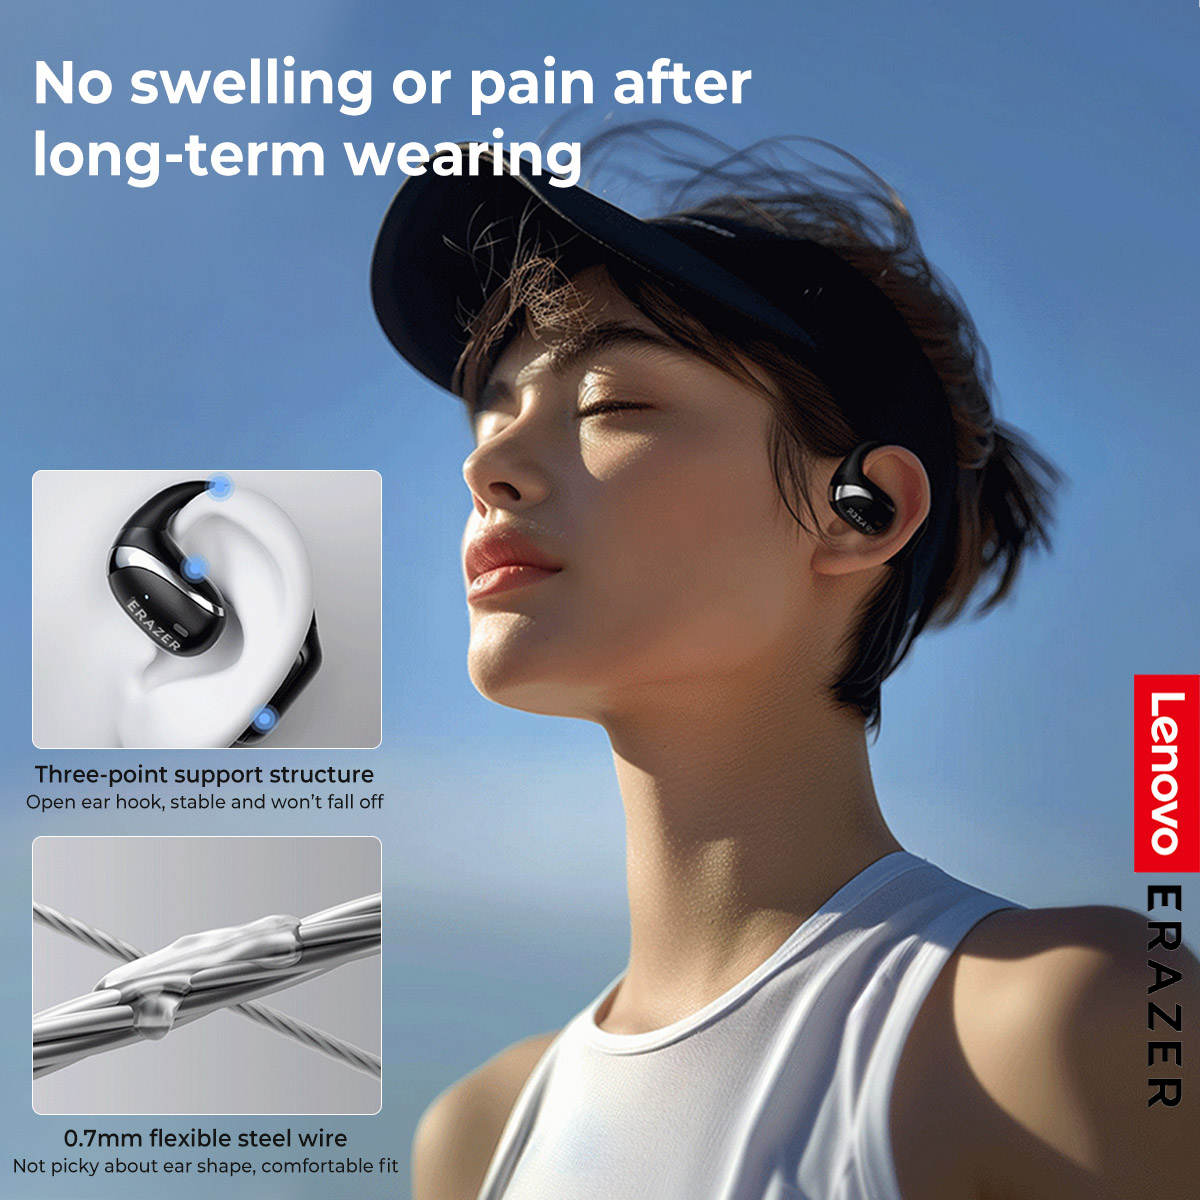 No swelling or pain after
long-term wearing
ERAZER
Three-point support structure
Open ear hook, stable and won't fall off
0.7mm flexible steel wire
Not picky about ear shape, comfortable fit
Lenovo
ERAZER